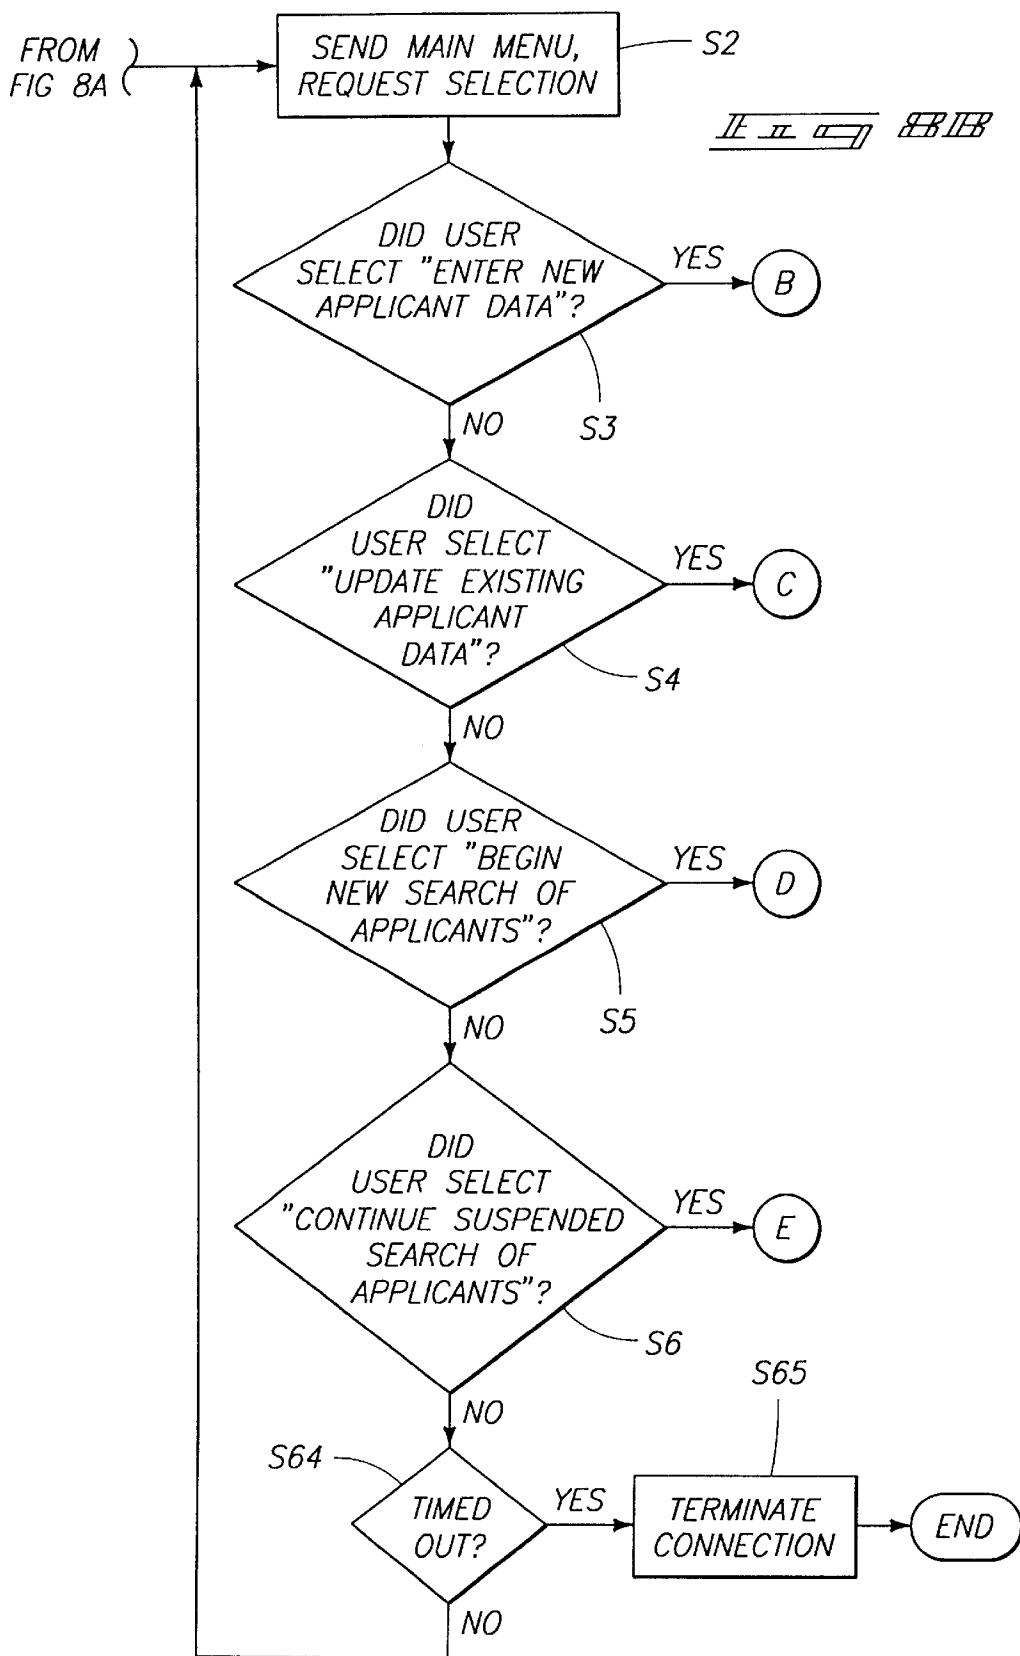 FROM
FIG 8A
SEND MAIN MENU,
REQUEST SELECTION
S2
Fig 8B
DID USER
SELECT "ENTER NEW
APPLICANT DATA"?
YES
B
S3
NO
DID
USER SELECT
"UPDATE EXISTING
APPLICANT
DATA"?
YES
C
S4
NO
DID USER
SELECT "BEGIN
NEW SEARCH OF
APPLICANTS"?
YES
D
S5
NO
DID
USER SELECT
"CONTINUE SUSPENDED
SEARCH OF
APPLICANTS"?
YES
E
S6
NO
S64
TIMED
OUT?
YES
S65
TERMINATE
CONNECTION
END
NO